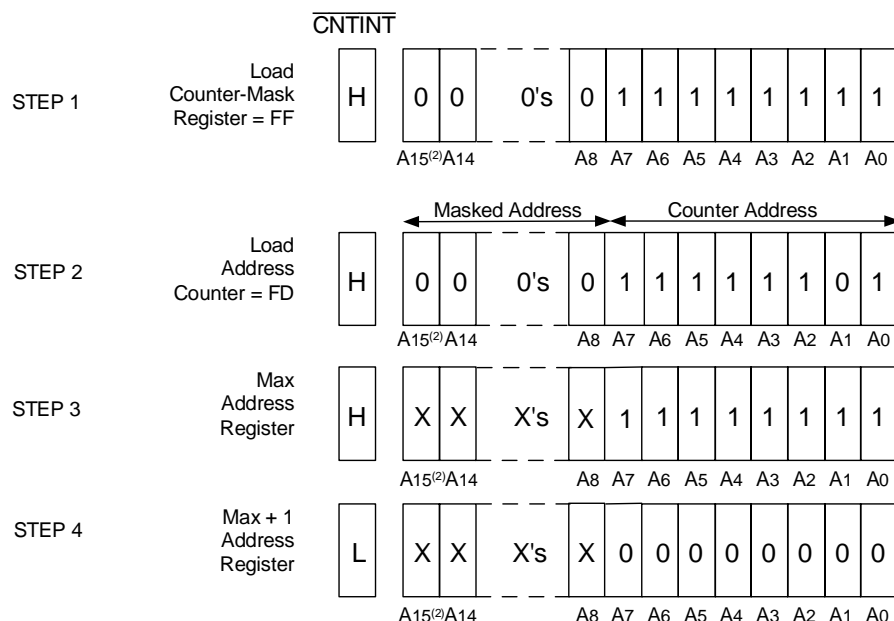 CNTINT
STEP 1
Load
Counter-Mask
Register = FF
H 0 0 0's 0 1 1 1 1 1 1 1 1
A15(2)A14 A8 A7 A6 A5 A4 A3 A2 A1 A0
Masked Address Counter Address
STEP 2
Load
Address
Counter = FD
H 0 0 0's 0 1 1 1 1 1 1 0 1
A15(2)A14 A8 A7 A6 A5 A4 A3 A2 A1 A0
STEP 3
Max
Address
Register
H X X X's X 1 1 1 1 1 1 1 1
A15(2)A14 A8 A7 A6 A5 A4 A3 A2 A1 A0
STEP 4
Max + 1
Address
Register
L X X X's X 0 0 0 0 0 0 0 0
A15(2)A14 A8 A7 A6 A5 A4 A3 A2 A1 A0